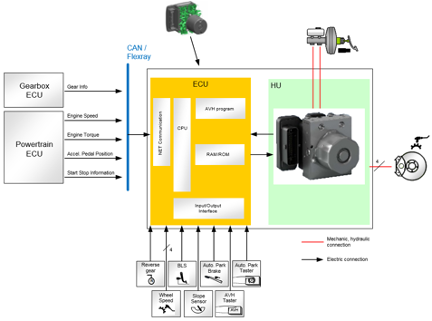 CAN /
Flexray
Gearbox
ECU
Gear Info
Powertrain
ECU
Engine Speed
Engine Torque
Accel. Pedal Position
Start Stop information
ECU
NET Communication
CPU
AVH program
RAM/ROM
Input/Output
Interface
HU
4
4
Reverse
gear
BLS
Auto. Park
Brake
Auto. Park
Taster
Wheel
Speed
Slope
Sensor
AVH
Taster
Mechanic, hydraulic
connection
Electric connection